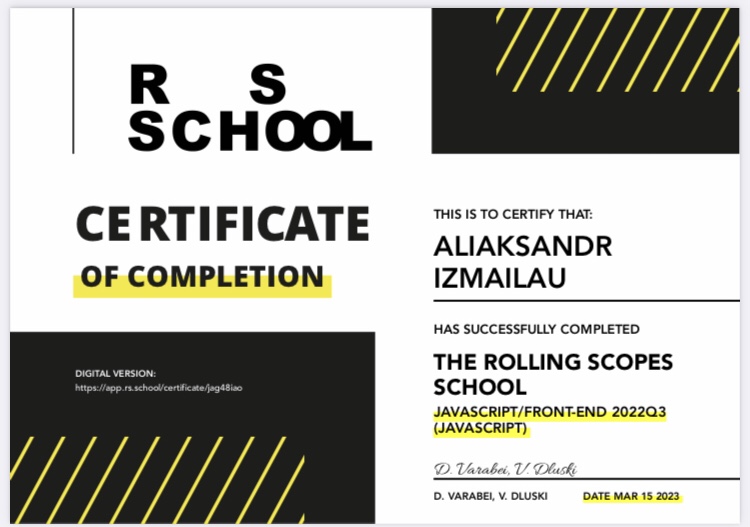 R S
SCHOOL
CERTIFICATE
OF COMPLETION
DIGITAL VERSION:
https://app.rs.school/certificate/jag48iao
THIS IS TO CERTIFY THAT:
ALIAKSANDR
IZMAILAU
HAS SUCCESSFULLY COMPLETED
THE ROLLING SCOPES
SCHOOL
JAVASCRIPT/FRONT-END 2022Q3
(JAVASCRIPT)
D. Varabei, V. Dluski
D. VARABEI, V. DLUSKI DATE MAR 15 2023